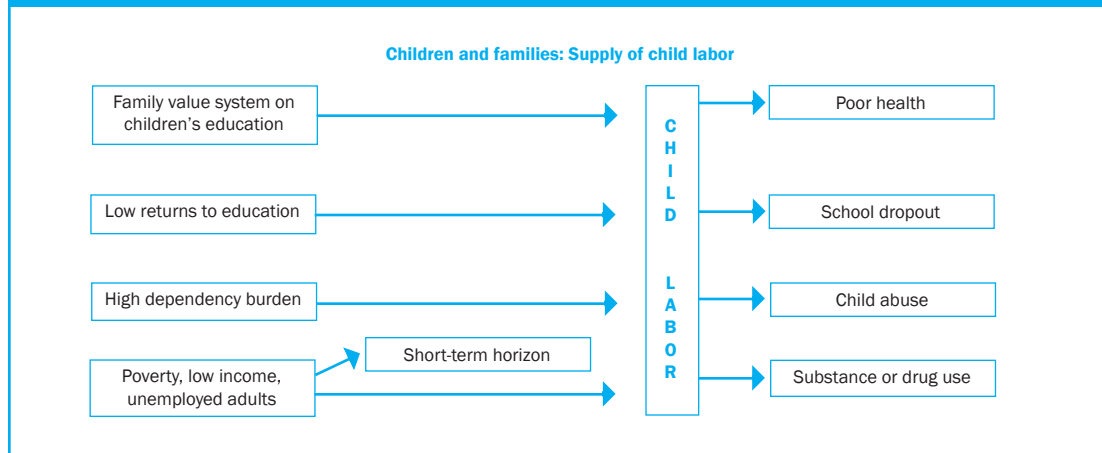 Children and families: Supply of child labor
Family value system on
children's education
Low returns to education
High dependency burden
Short-term horizon
Poverty, low income,
unemployed adults
CHILD
LABOR
Poor health
School dropout
Child abuse
Substance or drug use